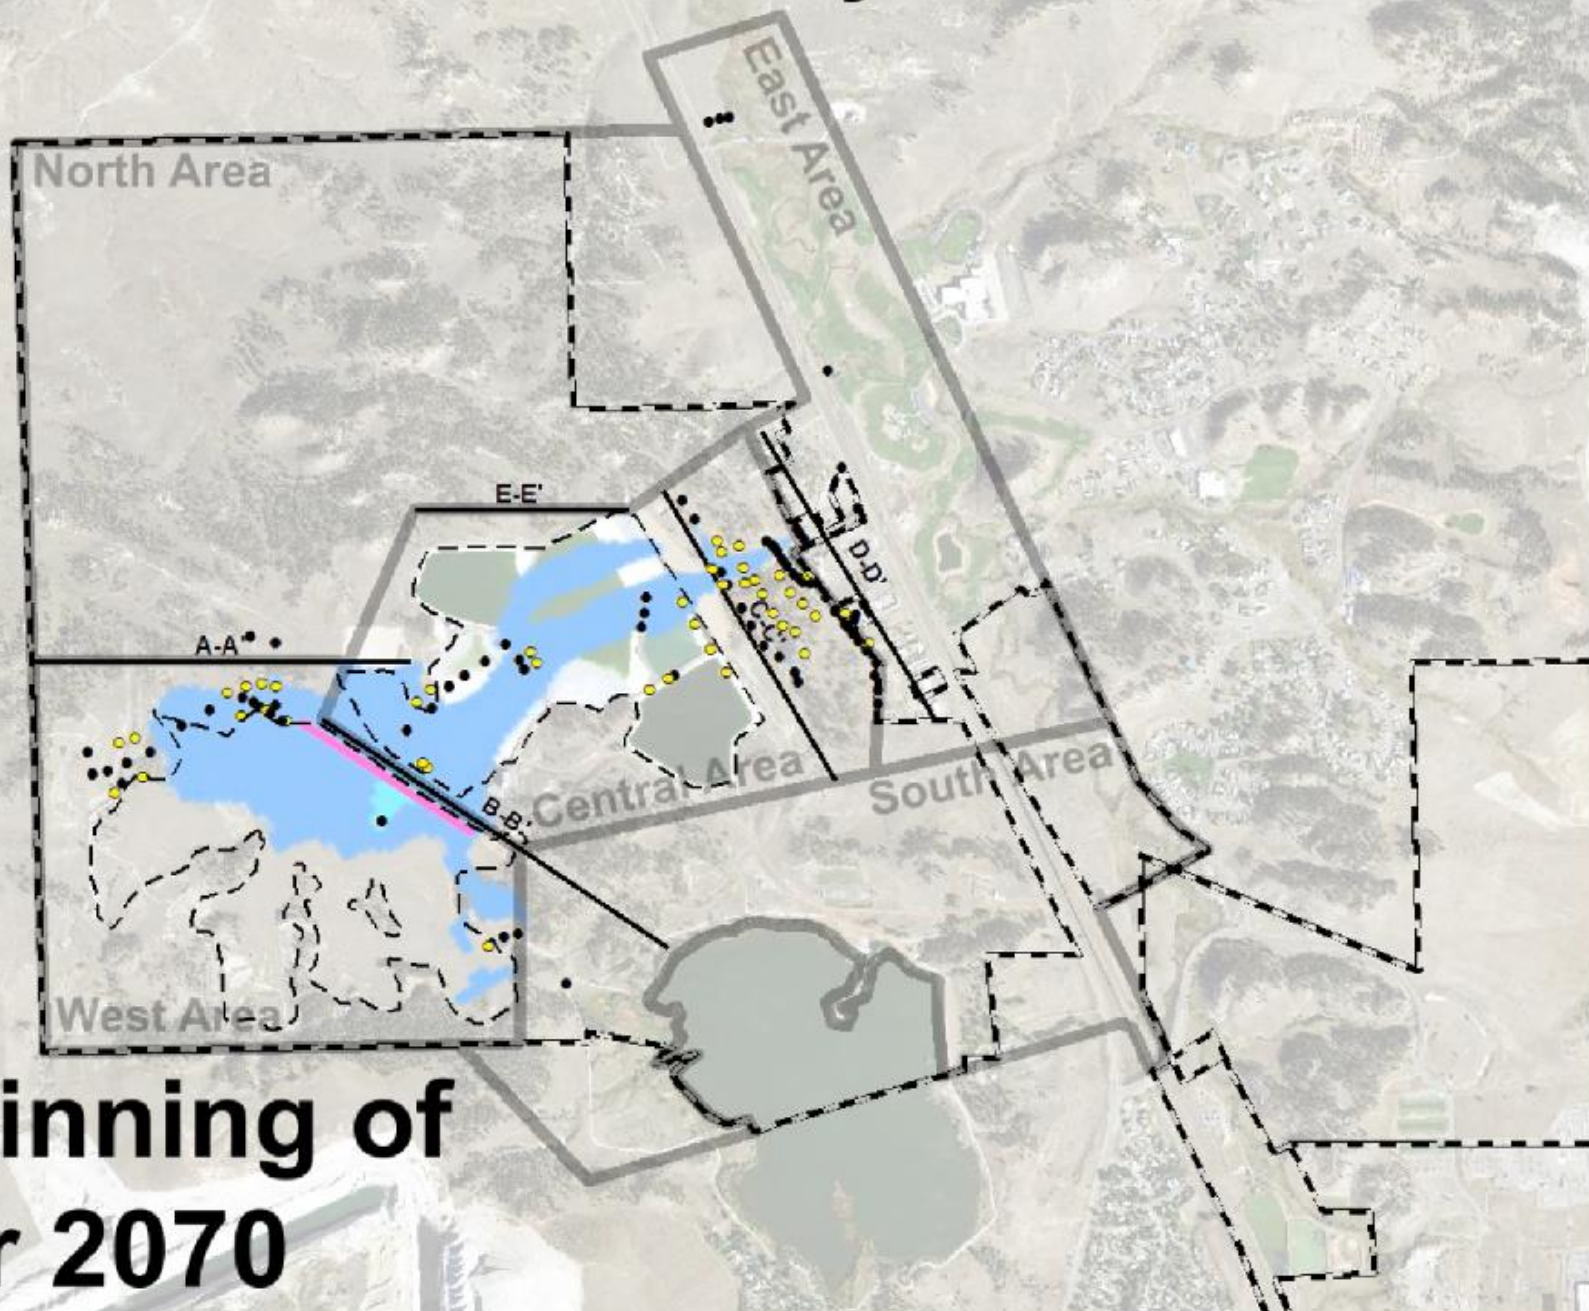 East Area
North Area
E-E'
D-D'
C-C'
A-A'
B-B'
Central Area
South Area
West Area
inning of
r 2070